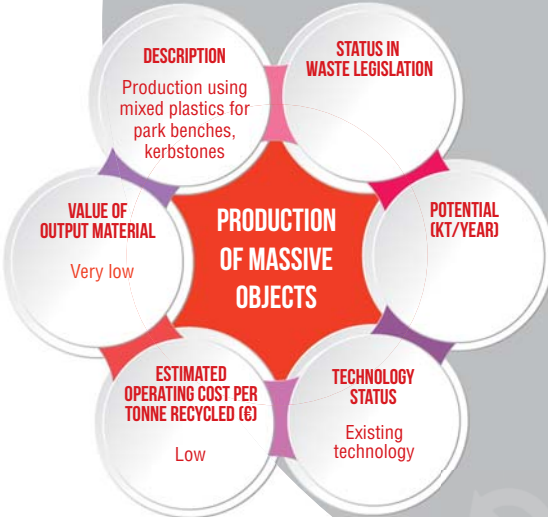 DESCRIPTION
Production using
mixed plastics for
park benches,
kerbstones
STATUS IN
WASTE LEGISLATION
VALUE OF
OUTPUT MATERIAL
Very low
PRODUCTION
OF MASSIVE
OBJECTS
POTENTIAL
(KT/YEAR)
ESTIMATED
OPERATING COST PER
TONNE RECYCLED (€)
Low
TECHNOLOGY
STATUS
Existing
technology